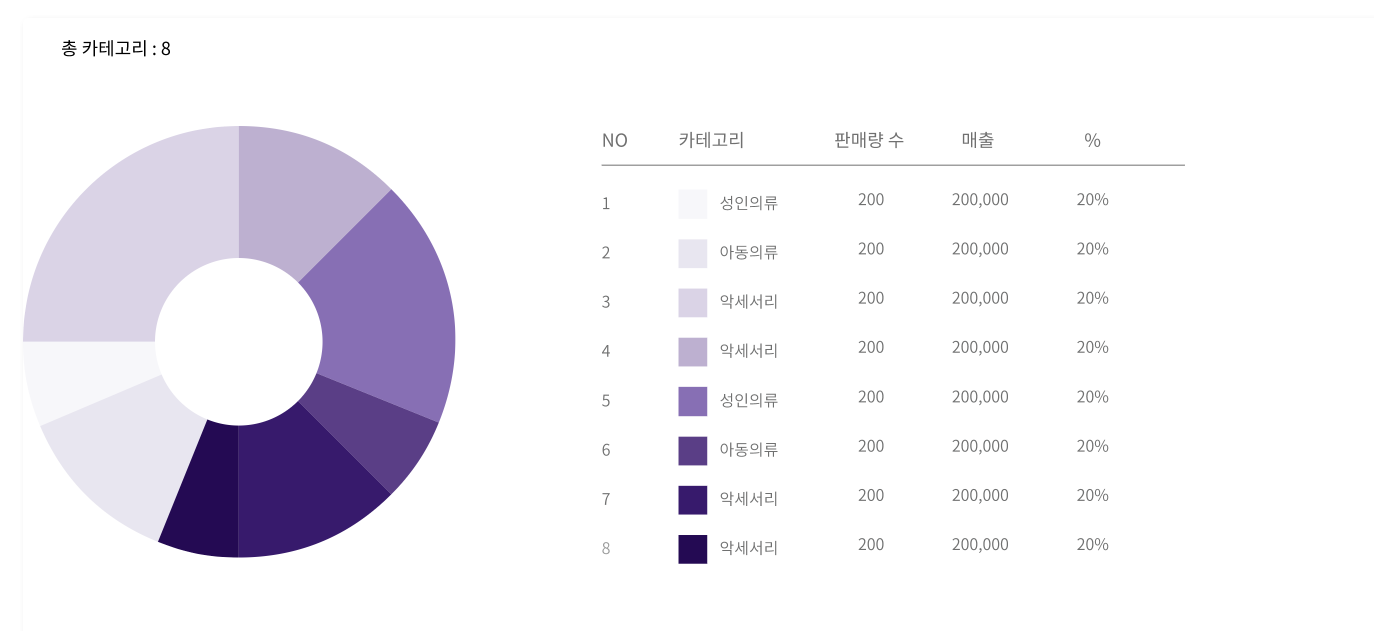 총 카테고리 : 8
NO 카테고리 판매량 수 매출 %
1 성인의류 200 200,000 20%
2 아동의류 200 200,000 20%
3 악세서리 200 200,000 20%
4 악세서리 200 200,000 20%
5 성인의류 200 200,000 20%
6 아동의류 200 200,000 20%
7 악세서리 200 200,000 20%
8 악세서리 200 200,000 20%